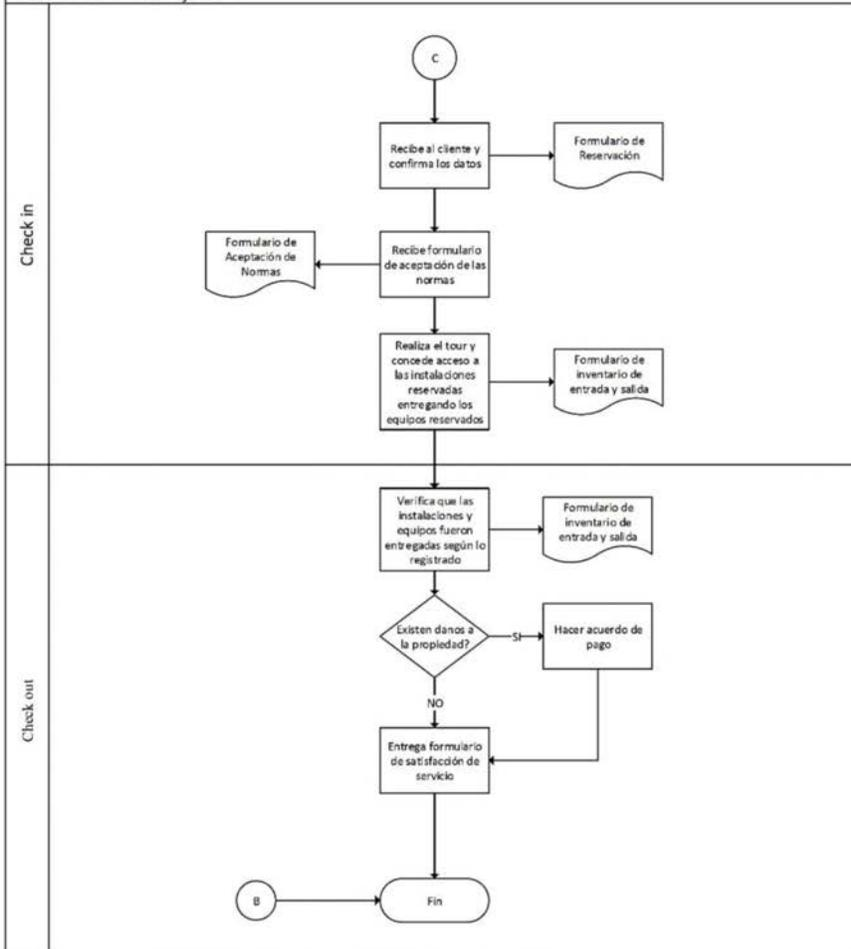 Check in
C
Recibe al cliente y
confirma los datos
Formulario de
Reservación
Formulario de
Aceptación de
Normas
Recibe formulario
de aceptación de las
normas
Realiza el tour y
concede acceso a
las instalaciones
reservadas
entregando los
equipos reservados
Formulario de
inventario de
entrada y salida
Check out
Verifica que las
instalaciones y
equipos fueron
entregadas según lo
registrado
Formulario de
inventario de
entrada y salida
Existen danos a
la propiedad?
SI
Hacer acuerdo de
pago
NO
Entrega formulario
de satisfacción de
servicio
B
Fin